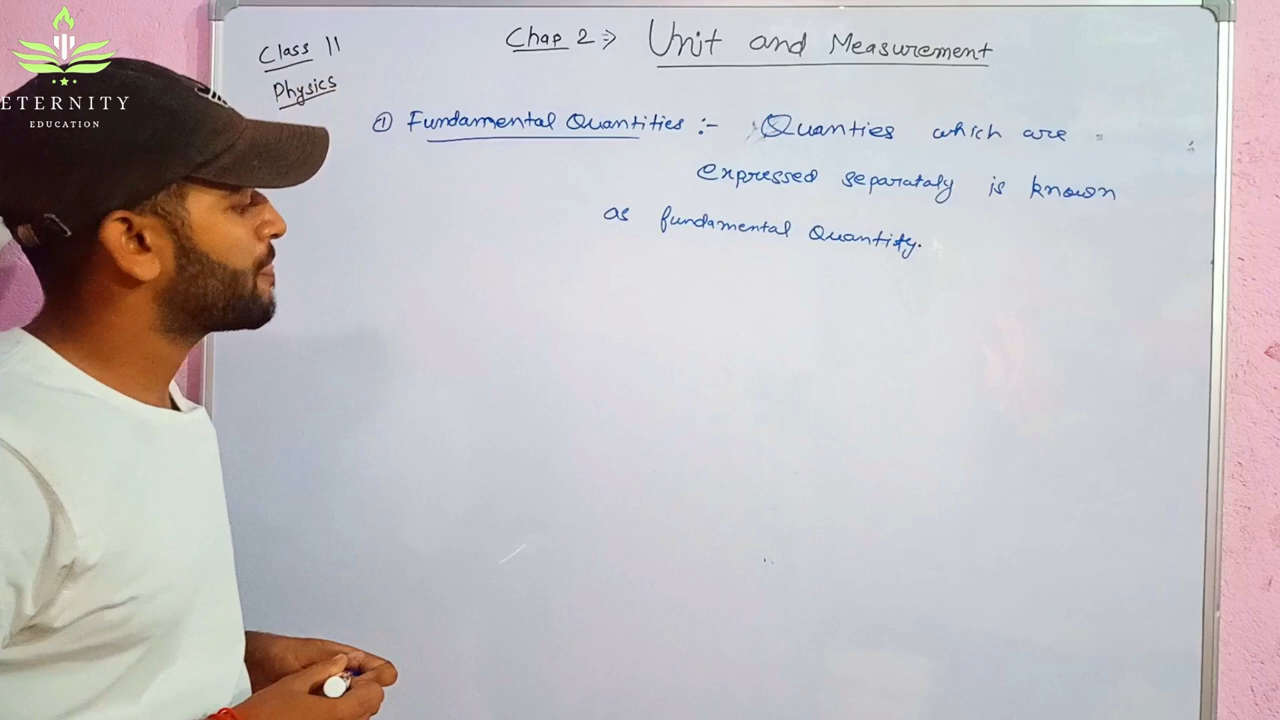 ETERNITY
EDUCATION
Class 11
Physics
Chap 2 ⇒ Unit and Measurement
① Fundamental Quantities :- Quanties which are
expressed separataly is known
as fundamental Quantity.